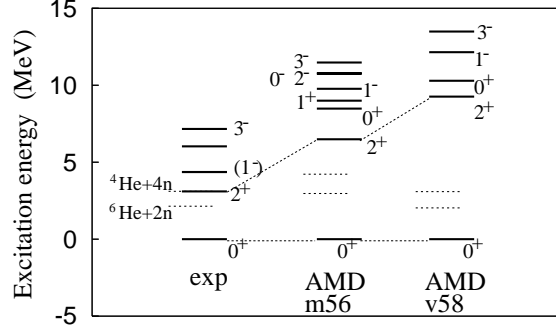 Excitation energy (MeV)
15
10
5
0
-5
⁴He+4n
⁶He+2n
3⁻
(1⁻)
2⁺
0⁺
exp
3⁻
0⁻ 2⁻
1⁻
1⁺
0⁺
2⁺
0⁺
AMD
m56
3⁻
1⁻
0⁺
2⁺
0⁺
AMD
v58